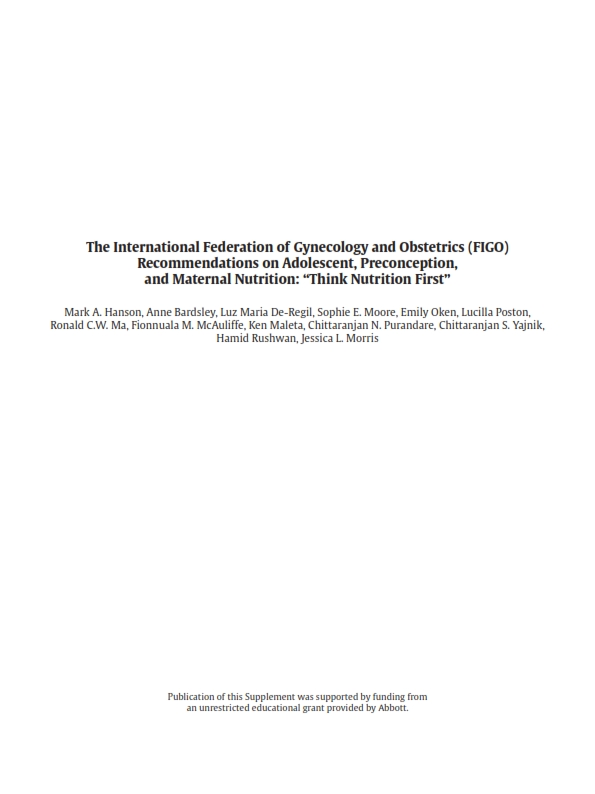 The International Federation of Gynecology and Obstetrics (FIGO)
Recommendations on Adolescent, Preconception,
and Maternal Nutrition: “Think Nutrition First”
Mark A. Hanson, Anne Bardsley, Luz Maria De-Regil, Sophie E. Moore, Emily Oken, Lucilla Poston,
Ronald C.W. Ma, Fionnuala M. McAuliffe, Ken Maleta, Chittaranjan N. Purandare, Chittaranjan S. Yajnik,
Hamid Rushwan, Jessica L. Morris
Publication of this Supplement was supported by funding from
an unrestricted educational grant provided by Abbott.